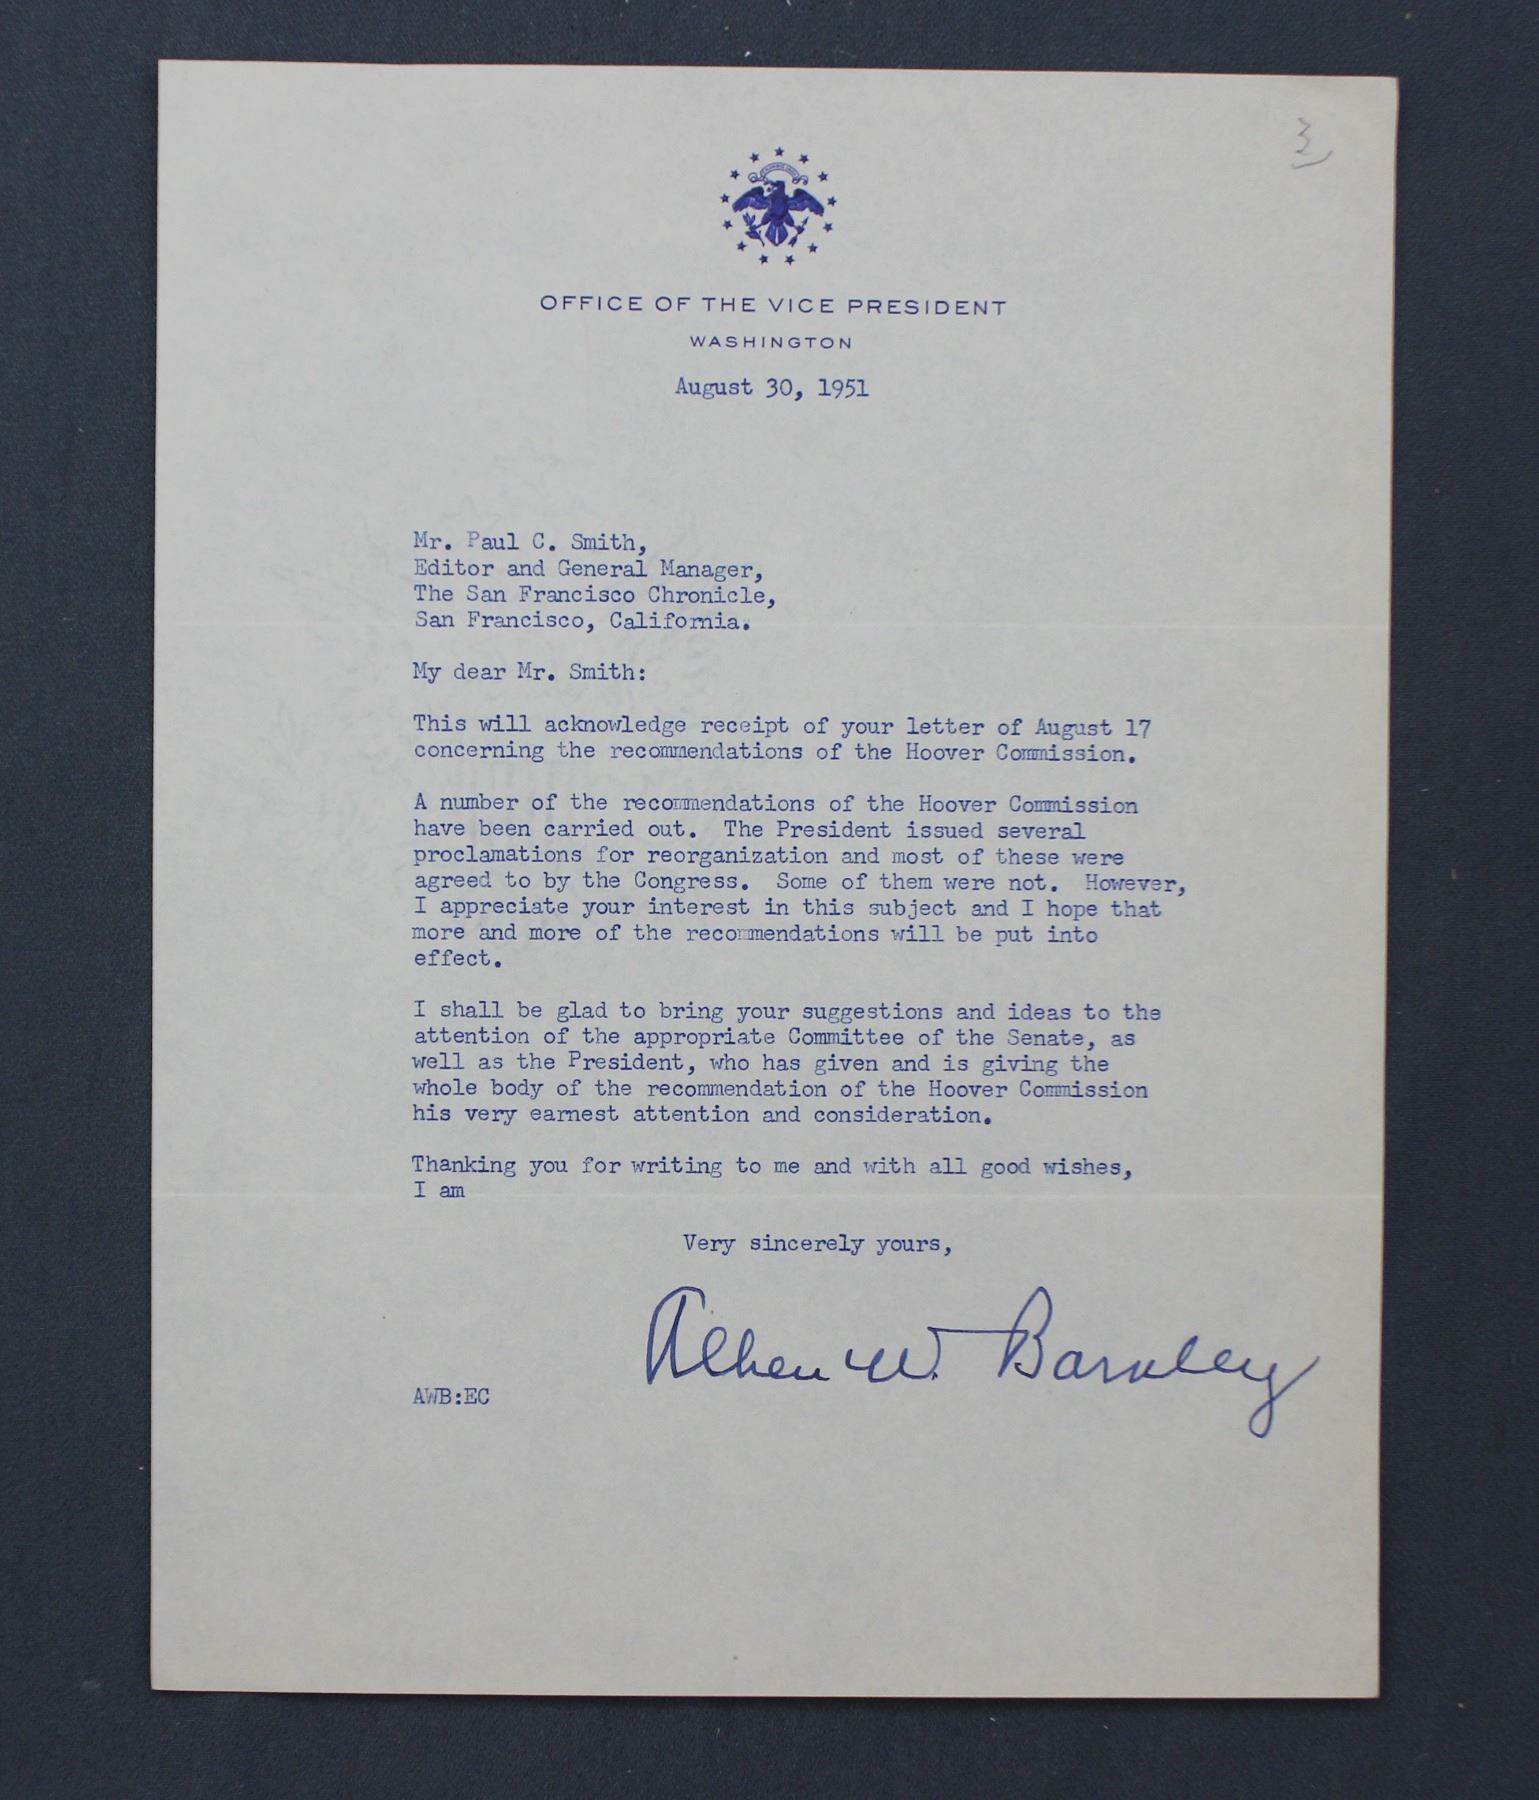 OFFICE OF THE VICE PRESIDENT
WASHINGTON
August 30, 1951
Mr. Paul C. Smith,
Editor and General Manager,
The San Francisco Chronicle,
San Francisco, California.
My dear Mr. Smith:
This will acknowledge receipt of your letter of August 17
concerning the recommendations of the Hoover Commission.
A number of the recommendations of the Hoover Commission
have been carried out. The President issued several
proclamations for reorganization and most of these were
agreed to by the Congress. Some of them were not. However,
I appreciate your interest in this subject and I hope that
more and more of the recommendations will be put into
effect.
I shall be glad to bring your suggestions and ideas to the
attention of the appropriate Committee of the Senate, as
well as the President, who has given and is giving the
whole body of the recommendation of the Hoover Commission
his very earnest attention and consideration.
Thanking you for writing to me and with all good wishes,
I am
Very sincerely yours,
Alben W. Barkley
AWB:EC